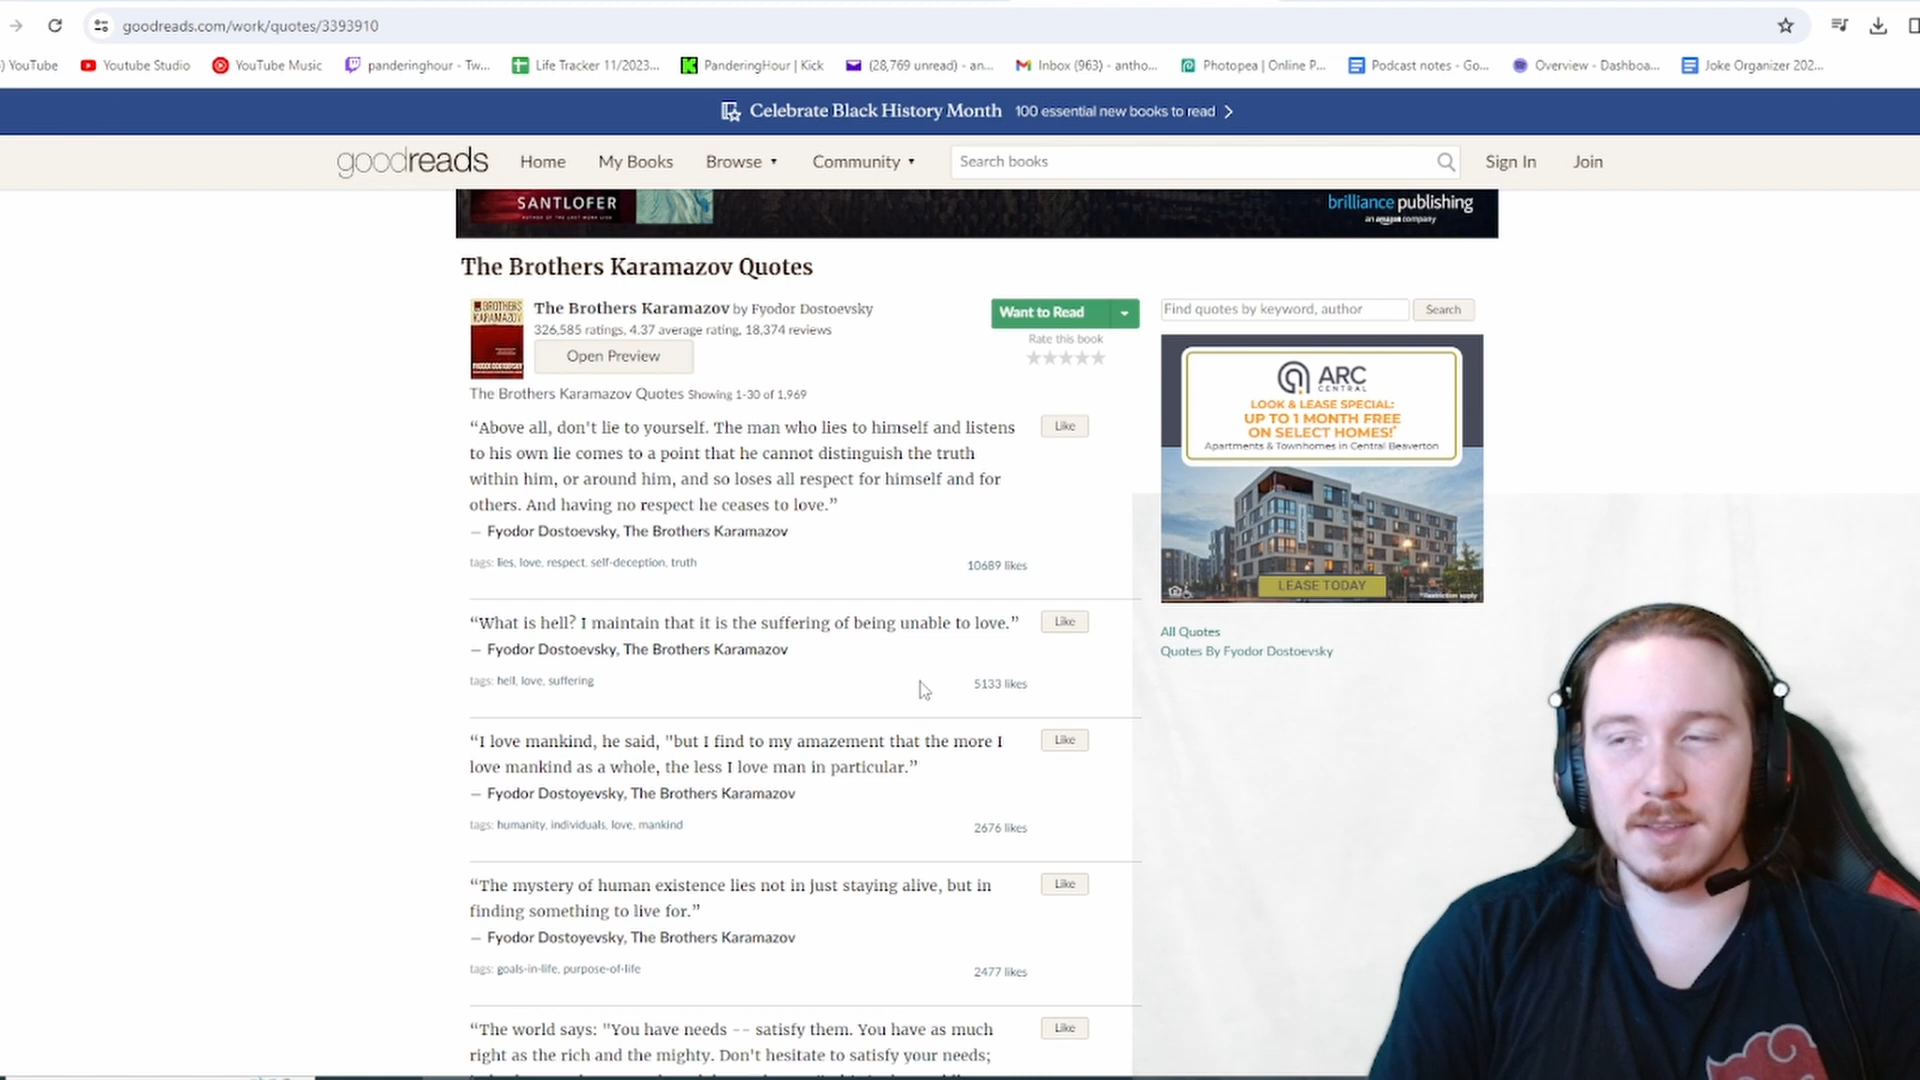 goodreads.com/work/quotes/3393910
) YouTube Youtube Studio YouTube Music panderinghour - Tw... Life Tracker 11/2023... PanderingHour | Kick (28,769 unread) - an... Inbox (963) - antho... Photopea | Online P... Podcast notes - Go... Overview - Dashboa... Joke Organizer 202...
Celebrate Black History Month 100 essential new books to read
goodreads Home My Books Browse Community Search books Sign In Join
SANTLOFER
brilliance publishing
an amazon company
The Brothers Karamazov Quotes
BROTHERS
KARAMAZOV
The Brothers Karamazov by Fyodor Dostoevsky
326,585 ratings, 4.37 average rating, 18,374 reviews
Open Preview
Want to Read
Rate this book
Find quotes by keyword, author Search
The Brothers Karamazov Quotes Showing 1-30 of 1,969
“Above all, don't lie to yourself. The man who lies to himself and listens
to his own lie comes to a point that he cannot distinguish the truth
within him, or around him, and so loses all respect for himself and for
others. And having no respect he ceases to love.”
― Fyodor Dostoevsky, The Brothers Karamazov
tags: lies, love, respect, self-deception, truth
10689 likes
Like
“What is hell? I maintain that it is the suffering of being unable to love.”
― Fyodor Dostoevsky, The Brothers Karamazov
tags: hell, love, suffering
5133 likes
Like
“I love mankind, he said, "but I find to my amazement that the more I
love mankind as a whole, the less I love man in particular.”
― Fyodor Dostoyevsky, The Brothers Karamazov
tags: humanity, individuals, love, mankind
2676 likes
Like
“The mystery of human existence lies not in just staying alive, but in
finding something to live for.”
― Fyodor Dostoyevsky, The Brothers Karamazov
tags: goals-in-life, purpose-of-life
2477 likes
Like
“The world says: "You have needs -- satisfy them. You have as much
right as the rich and the mighty. Don't hesitate to satisfy your needs;
Like
ARC
CENTRAL
LOOK & LEASE SPECIAL:
UP TO 1 MONTH FREE
ON SELECT HOMES!*
Apartments & Townhomes in Central Beaverton
LEASE TODAY
All Quotes
Quotes By Fyodor Dostoevsky